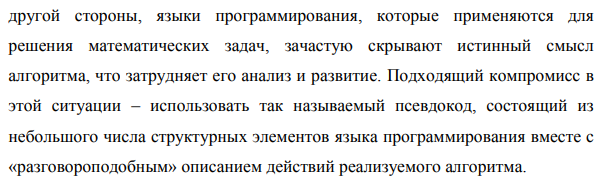 другой стороны, языки программирования, которые применяются для
решения математических задач, зачастую скрывают истинный смысл
алгоритма, что затрудняет его анализ и развитие. Подходящий компромисс в
этой ситуации – использовать так называемый псевдокод, состоящий из
небольшого числа структурных элементов языка программирования вместе с
«разговороподобным» описанием действий реализуемого алгоритма.